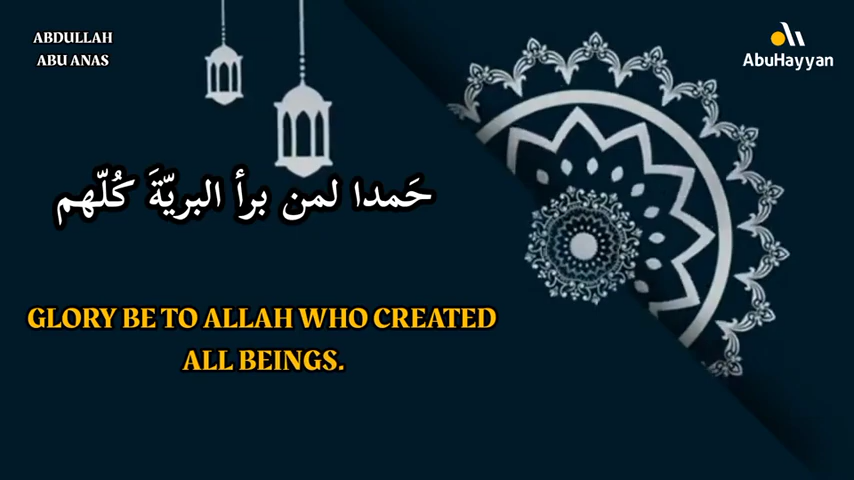 ABDULLAH
ABU ANAS
AbuHayyan
حَمدا لمن برأ البريّةَ كُلّهم
GLORY BE TO ALLAH WHO CREATED
ALL BEINGS.